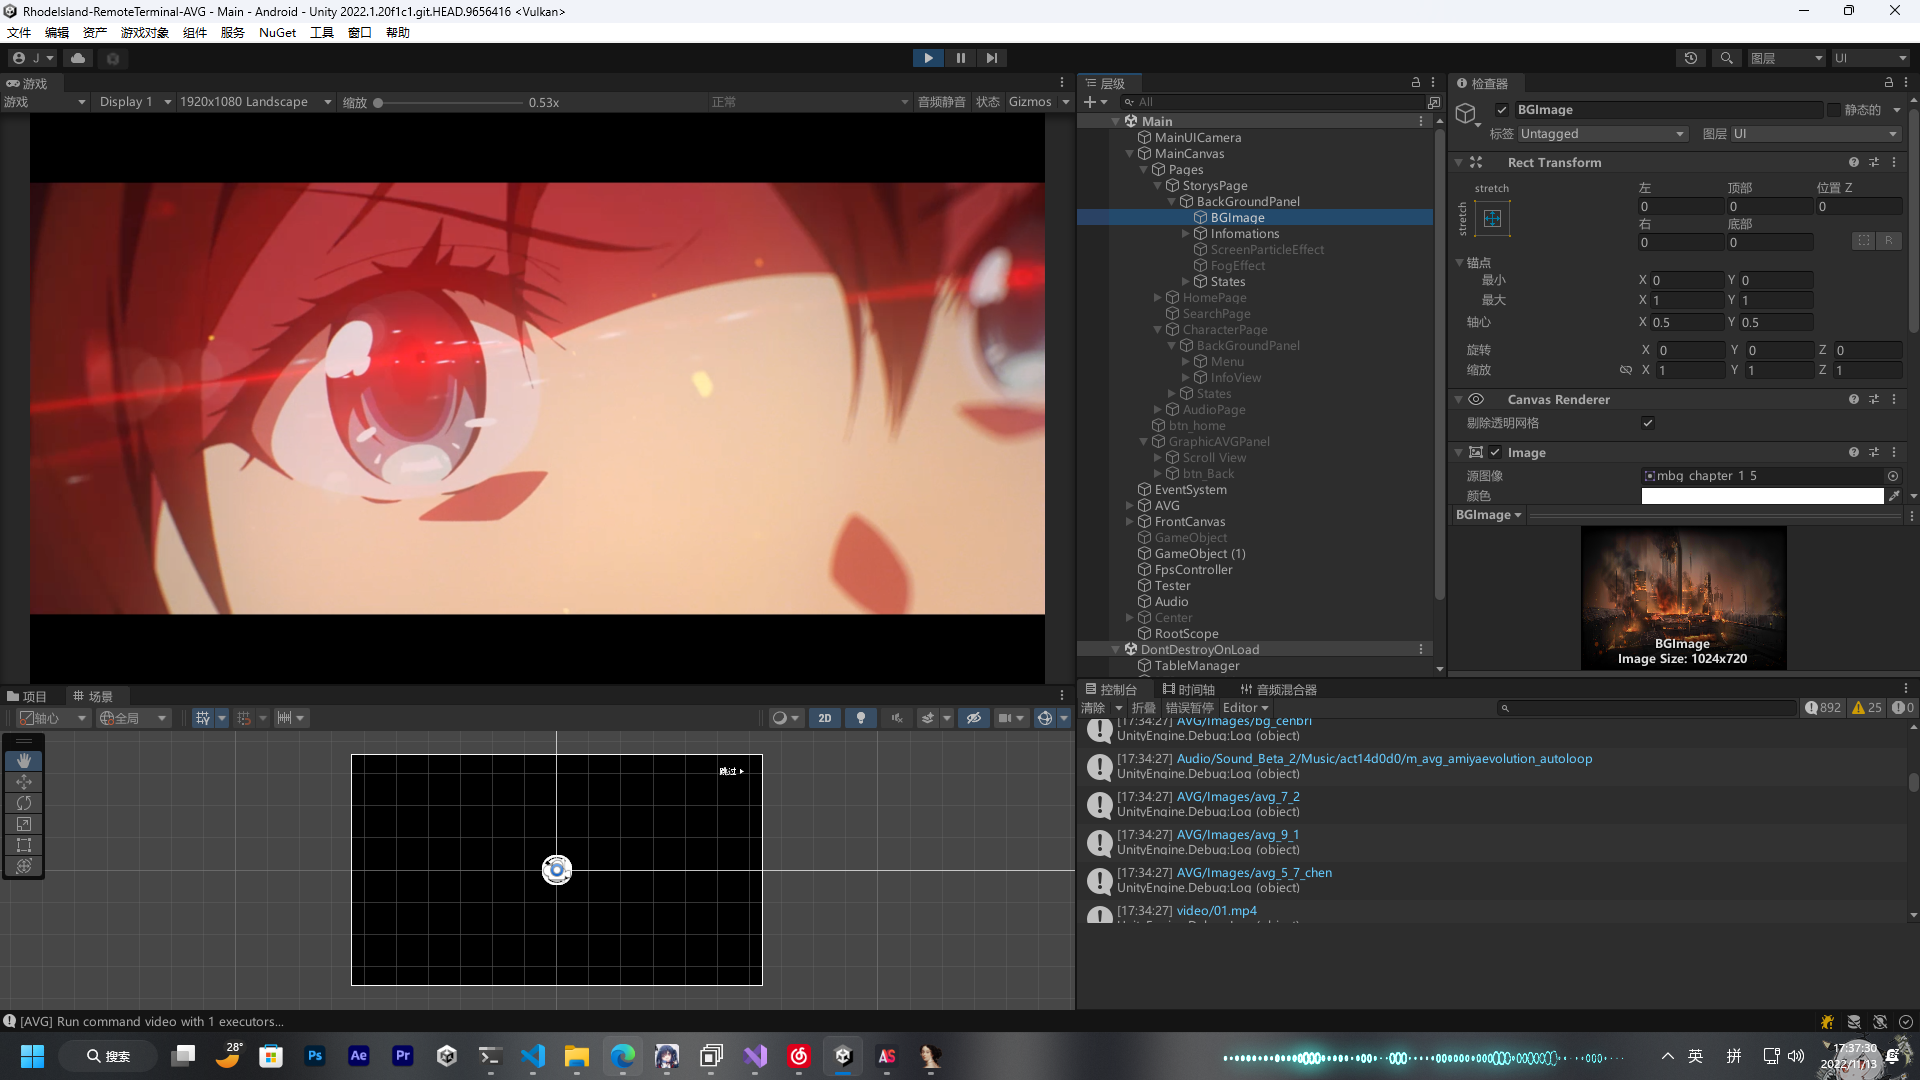 RhodeIsland-RemoteTerminal-AVG - Main - Android - Unity 2022.1.20f1c1.git.HEAD.9656416 <Vulkan>
文件 编辑 资产 游戏对象 组件 服务 NuGet 工具 窗口 帮助
J
图层 UI
游戏
游戏 Display 1 1920x1080 Landscape 缩放 0.53x 正常 音频静音 状态 Gizmos
层级
All
Main
MainUICamera
MainCanvas
Pages
StorysPage
BackGroundPanel
BGImage
Infomations
ScreenParticleEffect
FogEffect
States
HomePage
SearchPage
CharacterPage
BackGroundPanel
Menu
InfoView
States
AudioPage
btn_home
GraphicAVGPanel
Scroll View
btn_Back
EventSystem
AVG
FrontCanvas
GameObject
GameObject (1)
FpsController
Tester
Audio
Center
RootScope
DontDestroyOnLoad
TableManager
检查器
BGImage 静态的
标签 Untagged 图层 UI
Rect Transform
stretch 左 顶部 位置 Z
stretch
0 0 0
右 底部
0 0 R
锚点
最小 X 0 Y 0
最大 X 1 Y 1
轴心 X 0.5 Y 0.5
旋转 X 0 Y 0 Z 0
缩放 X 1 Y 1 Z 1
Canvas Renderer
剔除透明网格
Image
源图像 mbg_chapter_1_5
颜色
BGImage
BGImage
Image Size: 1024x720
项目 场景
轴心 全局 2D
跳过
控制台 时间轴 音频混合器
清除 折叠 错误暂停 Editor 892 25 0
[17:34:27] AVG/Images/bg_cenbri
UnityEngine.Debug:Log (object)
[17:34:27] Audio/Sound_Beta_2/Music/act14d0d0/m_avg_amiyaevolution_autoloop
UnityEngine.Debug:Log (object)
[17:34:27] AVG/Images/avg_7_2
UnityEngine.Debug:Log (object)
[17:34:27] AVG/Images/avg_9_1
UnityEngine.Debug:Log (object)
[17:34:27] AVG/Images/avg_5_7_chen
UnityEngine.Debug:Log (object)
[17:34:27] video/01.mp4
UnityEngine.Debug:Log (object)
[AVG] Run command video with 1 executors...
搜索 28° Ps Ae Pr AS 英 拼
17:37:30
2022/11/13